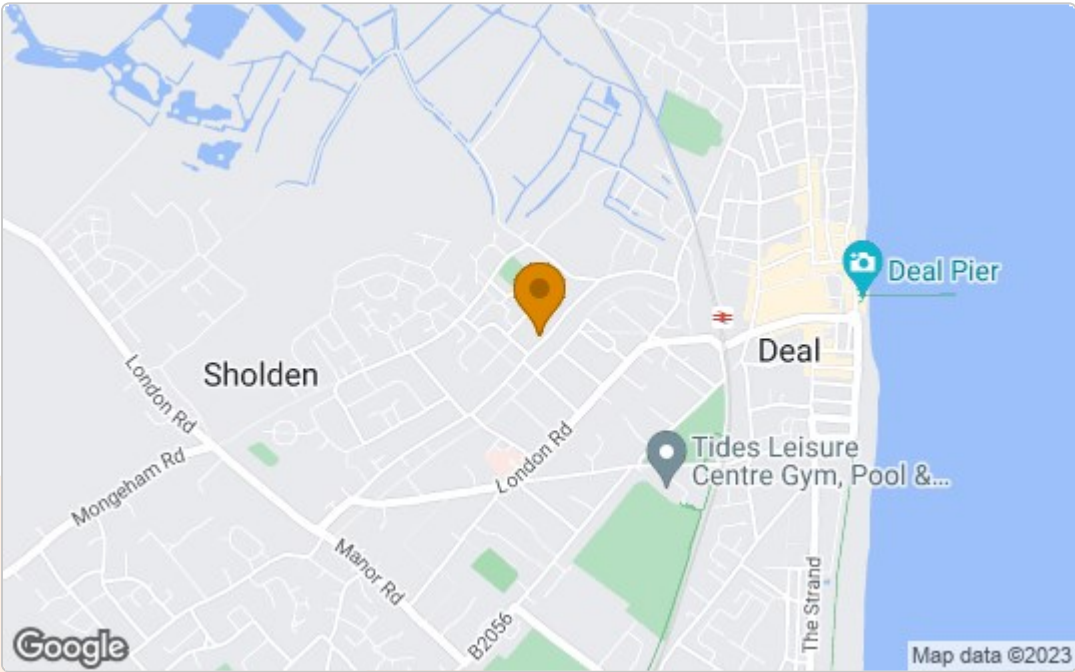 Deal Pier
Deal
Sholden
London Rd
Mongeham Rd
London Rd
Tides Leisure
Centre Gym, Pool &...
Manor Rd
B2056
The Strand
Google
Map data ©2023